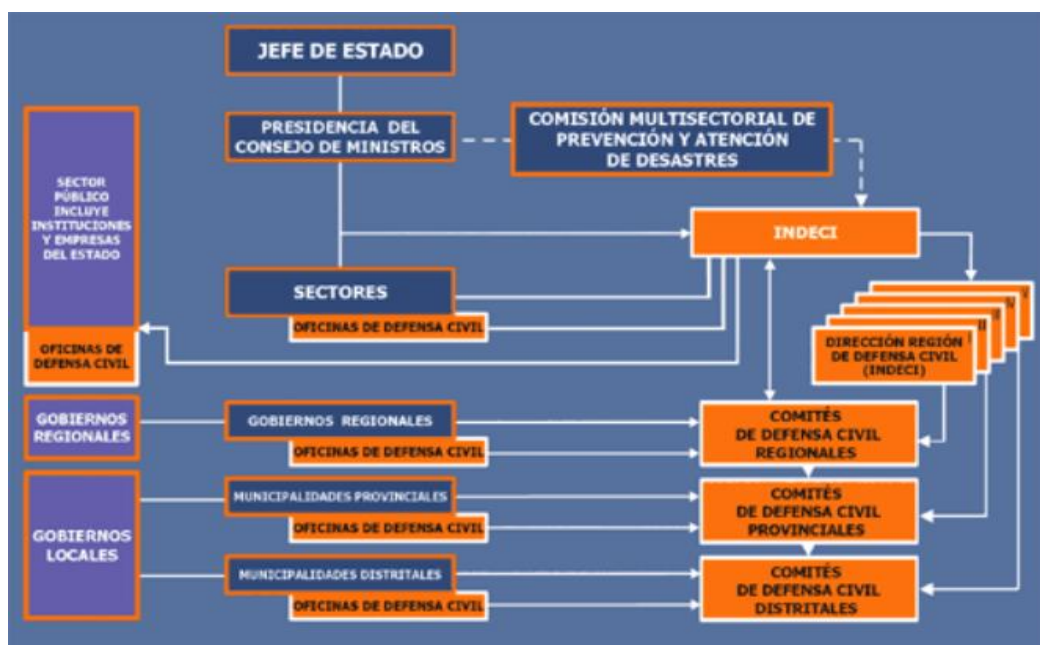 JEFE DE ESTADO
PRESIDENCIA DEL
CONSEJO DE MINISTROS
COMISIÓN MULTISECTORIAL DE
PREVENCIÓN Y ATENCIÓN
DE DESASTRES
SECTOR
PÚBLICO
INCLUYE
INSTITUCIONES
Y EMPRESAS
DEL ESTADO
INDECI
SECTORES
OFICINAS DE DEFENSA CIVIL
OFICINAS DE
DEFENSA CIVIL
V
IV
II
I
DIRECCIÓN REGIÓN
DE DEFENSA CIVIL
(INDECI)
GOBIERNOS
REGIONALES
GOBIERNOS REGIONALES
OFICINAS DE DEFENSA CIVIL
COMITÉS
DE DEFENSA CIVIL
REGIONALES
GOBIERNOS
LOCALES
MUNICIPALIDADES PROVINCIALES
OFICINAS DE DEFENSA CIVIL
COMITÉS
DE DEFENSA CIVIL
PROVINCIALES
MUNICIPALIDADES DISTRITALES
OFICINAS DE DEFENSA CIVIL
COMITÉS
DE DEFENSA CIVIL
DISTRITALES